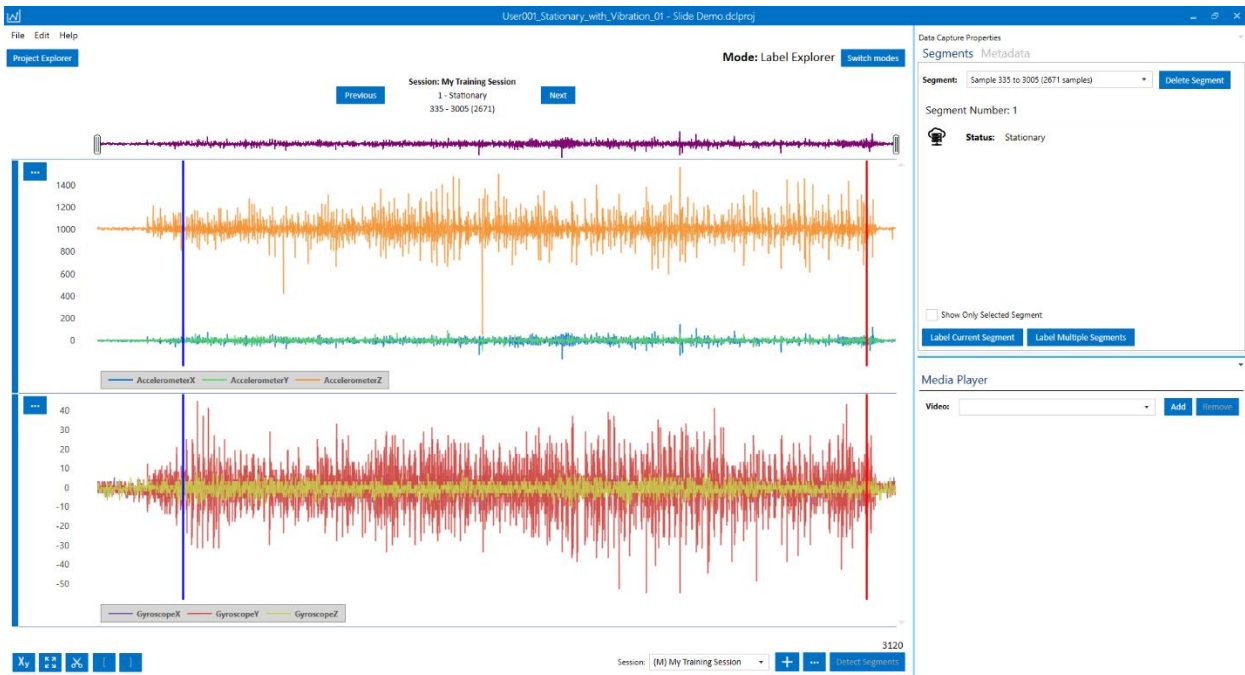 User001_Stationary_with_Vibration_01 - Slide Demo.dclproj
File Edit Help
Project Explorer
Mode: Label Explorer Switch modes
Session: My Training Session
Previous 1 - Stationary Next
335 - 3005 (2671)
...
1400
1200
1000
800
600
400
200
0
AccelerometerX AccelerometerY AccelerometerZ
...
40
30
20
10
0
-10
-20
-30
-40
-50
GyroscopeX GyroscopeY GyroscopeZ
3120
Xy { } Session: (M) My Training Session + ... Detect Segments
Data Capture Properties
Segments Metadata
Segment: Sample 335 to 3005 (2671 samples) Delete Segment
Segment Number: 1
Status: Stationary
Show Only Selected Segment
Label Current Segment Label Multiple Segments
Media Player
Video: Add Remove